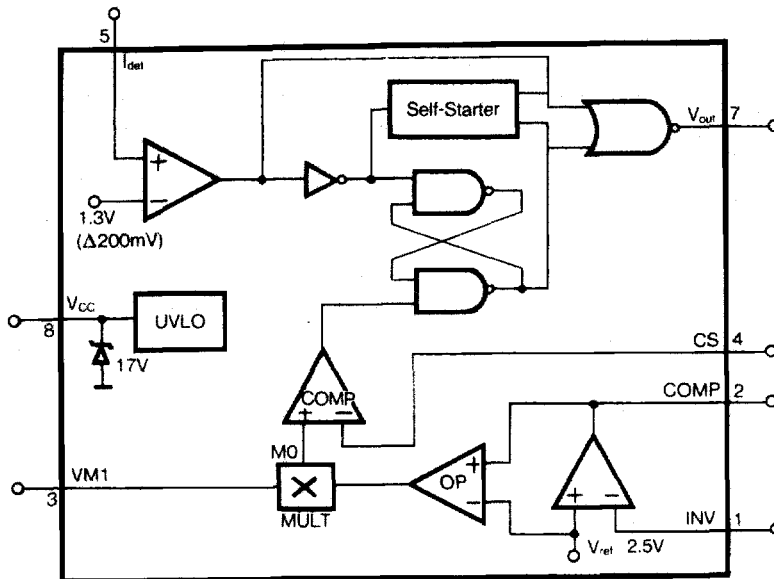 5
Idet
Self-Starter
Vout
7
+
−
1.3V
(Δ200mV)
VCC
8
UVLO
17V
CS
4
COMP
+ −
COMP
2
MO
VM1
3
×
MULT
OP
+
−
+ −
INV
1
Vref 2.5V